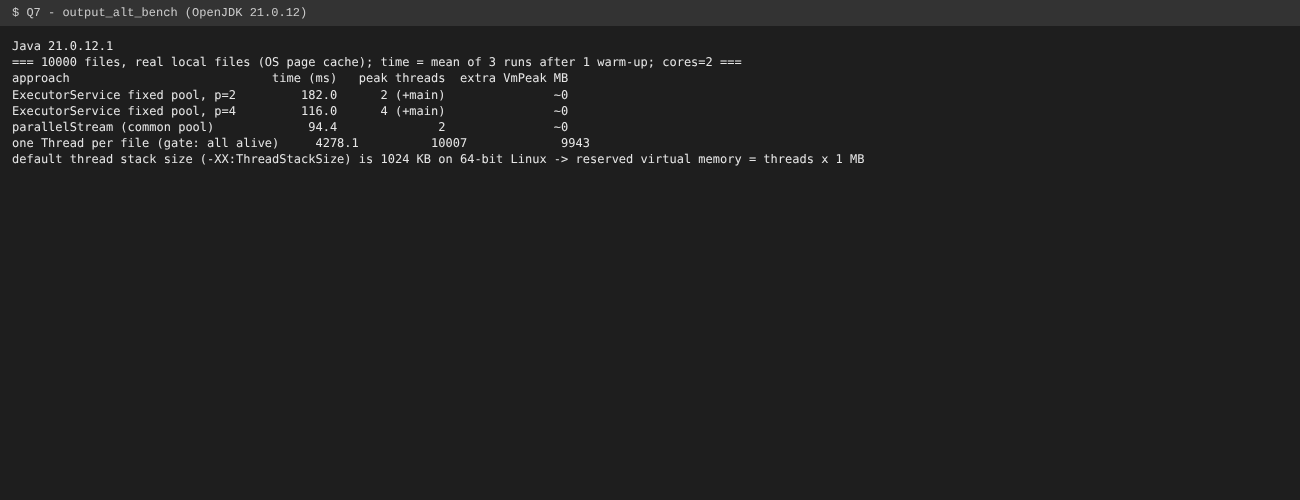 $ Q7 - output_alt_bench (OpenJDK 21.0.12)
Java 21.0.12.1
=== 10000 files, real local files (OS page cache); time = mean of 3 runs after 1 warm-up; cores=2 ===
approach                            time (ms)   peak threads  extra VmPeak MB
ExecutorService fixed pool, p=2         182.0      2 (+main)               ~0
ExecutorService fixed pool, p=4         116.0      4 (+main)               ~0
parallelStream (common pool)             94.4              2               ~0
one Thread per file (gate: all alive)     4278.1          10007             9943
default thread stack size (-XX:ThreadStackSize) is 1024 KB on 64-bit Linux -> reserved virtual memory = threads x 1 MB